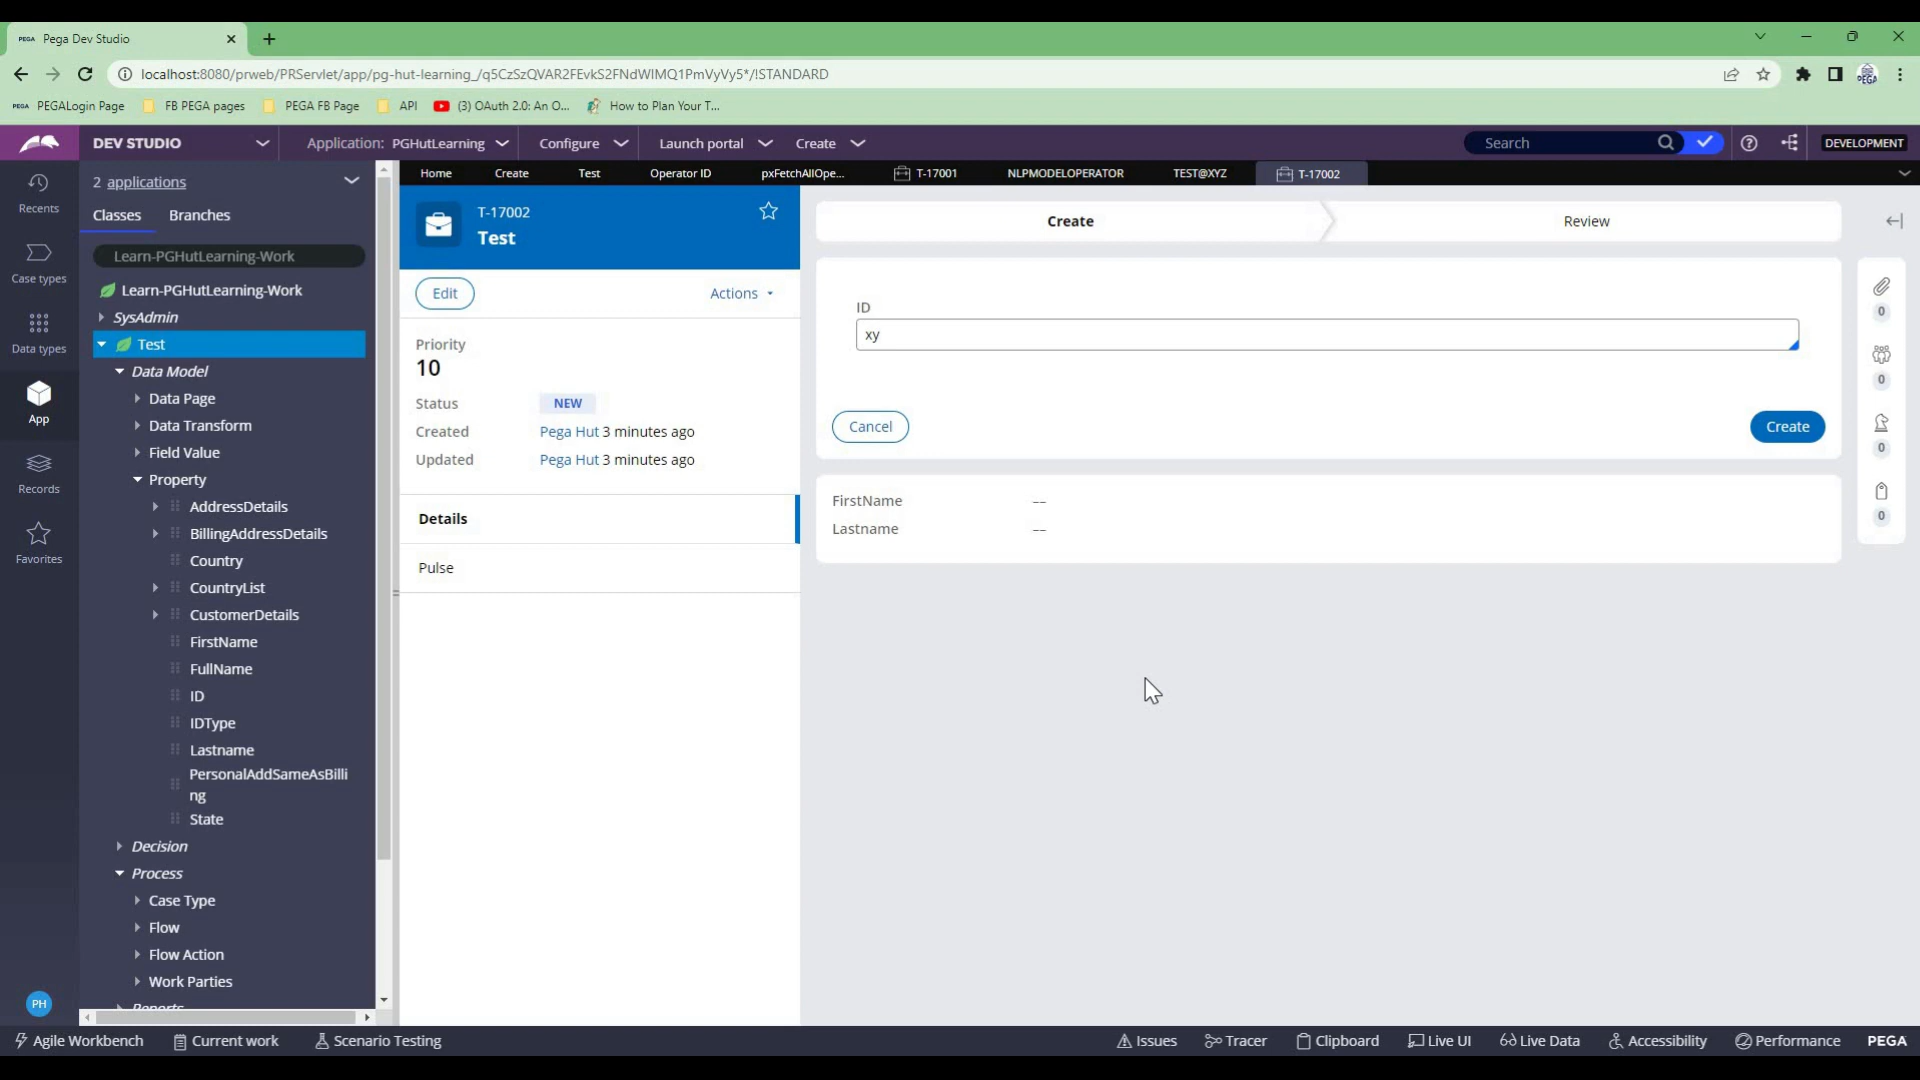 PEGA Pega Dev Studio
localhost:8080/prweb/PRServlet/app/pg-hut-learning_/q5CzSzQVAR2FEvkS2FNdWIMQ1PmVyVy5*/!STANDARD
PEGA PEGALogin Page FB PEGA pages PEGA FB Page API (3) OAuth 2.0: An O... How to Plan Your T...
DEV STUDIO Application: PGHutLearning Configure Launch portal Create Search DEVELOPMENT
Home Create Test Operator ID pxFetchAllOpe... T-17001 NLPMODELOPERATOR TEST@XYZ T-17002
Recents
Case types
Data types
App
Records
Favorites
PH
2 applications
Classes Branches
Learn-PGHutLearning-Work
Learn-PGHutLearning-Work
SysAdmin
Test
Data Model
Data Page
Data Transform
Field Value
Property
AddressDetails
BillingAddressDetails
Country
CountryList
CustomerDetails
FirstName
FullName
ID
IDType
Lastname
PersonalAddSameAsBilli
ng
State
Decision
Process
Case Type
Flow
Flow Action
Work Parties
Reports
T-17002
Test
Edit Actions
Priority
10
Status NEW
Created Pega Hut 3 minutes ago
Updated Pega Hut 3 minutes ago
Details
Pulse
Create Review
ID
xy
Cancel Create
FirstName --
Lastname --
0
0
0
0
Agile Workbench Current work Scenario Testing Issues Tracer Clipboard Live UI Live Data Accessibility Performance PEGA